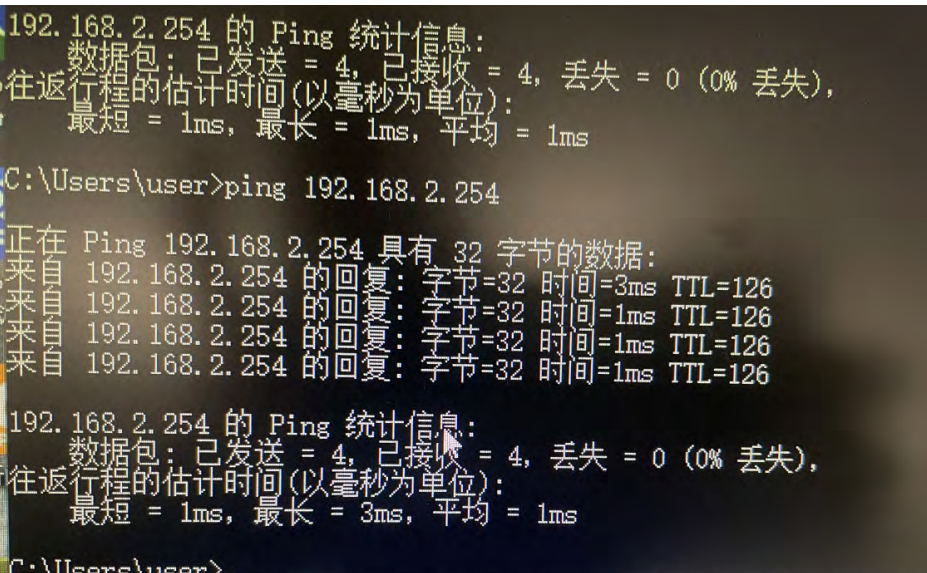 192.168.2.254 的 Ping 统计信息:
数据包: 已发送 = 4, 已接收 = 4, 丢失 = 0 (0% 丢失),
往返行程的估计时间(以毫秒为单位):
最短 = 1ms, 最长 = 1ms, 平均 = 1ms
C:\Users\user>ping 192.168.2.254
正在 Ping 192.168.2.254 具有 32 字节的数据:
来自 192.168.2.254 的回复: 字节=32 时间=3ms TTL=126
来自 192.168.2.254 的回复: 字节=32 时间=1ms TTL=126
来自 192.168.2.254 的回复: 字节=32 时间=1ms TTL=126
来自 192.168.2.254 的回复: 字节=32 时间=1ms TTL=126
192.168.2.254 的 Ping 统计信息:
数据包: 已发送 = 4, 已接收 = 4, 丢失 = 0 (0% 丢失),
往返行程的估计时间(以毫秒为单位):
最短 = 1ms, 最长 = 3ms, 平均 = 1ms
C:\Users\user>